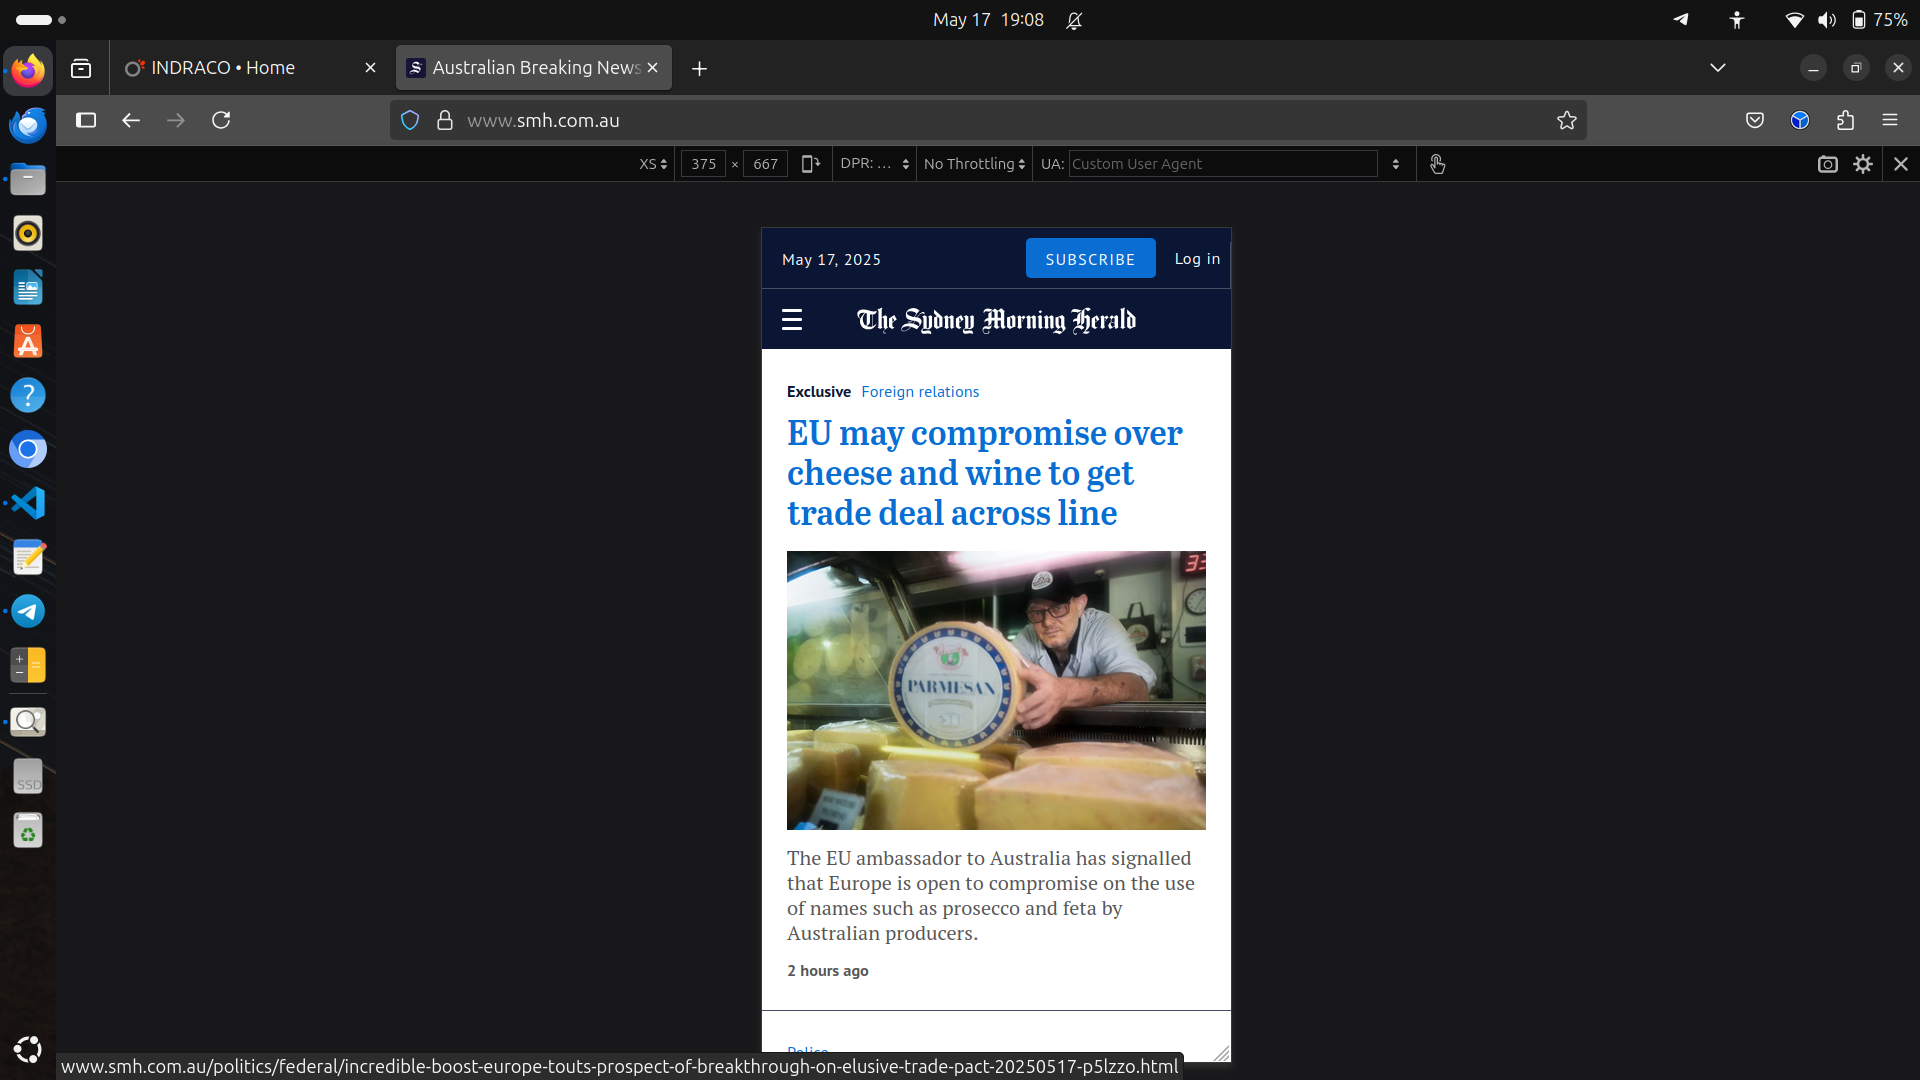 May 17 19:08
75%
INDRACO • Home
Australian Breaking News
www.smh.com.au
XS
375 × 667
DPR: ...
No Throttling
UA: Custom User Agent
May 17, 2025
SUBSCRIBE
Log in
The Sydney Morning Herald
Exclusive Foreign relations
EU may compromise over
cheese and wine to get
trade deal across line
33
PARMESAN
The EU ambassador to Australia has signalled
that Europe is open to compromise on the use
of names such as prosecco and feta by
Australian producers.
2 hours ago
Police
SSD
www.smh.com.au/politics/federal/incredible-boost-europe-touts-prospect-of-breakthrough-on-elusive-trade-pact-20250517-p5lzzo.html